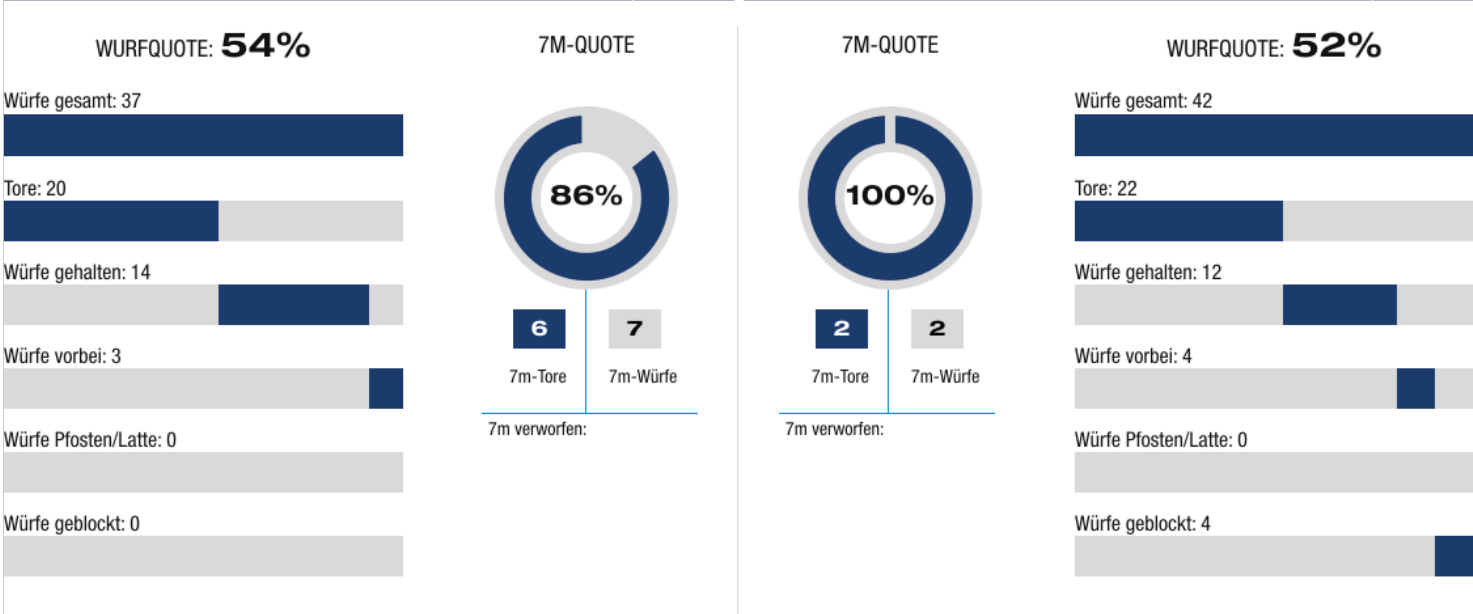 WURFQUOTE: 54%
Würfe gesamt: 37
Tore: 20
Würfe gehalten: 14
Würfe vorbei: 3
Würfe Pfosten/Latte: 0
Würfe geblockt: 0
7M-QUOTE
86%
6 7
7m-Tore 7m-Würfe
7m verworfen:
7M-QUOTE
100%
2 2
7m-Tore 7m-Würfe
7m verworfen:
WURFQUOTE: 52%
Würfe gesamt: 42
Tore: 22
Würfe gehalten: 12
Würfe vorbei: 4
Würfe Pfosten/Latte: 0
Würfe geblockt: 4